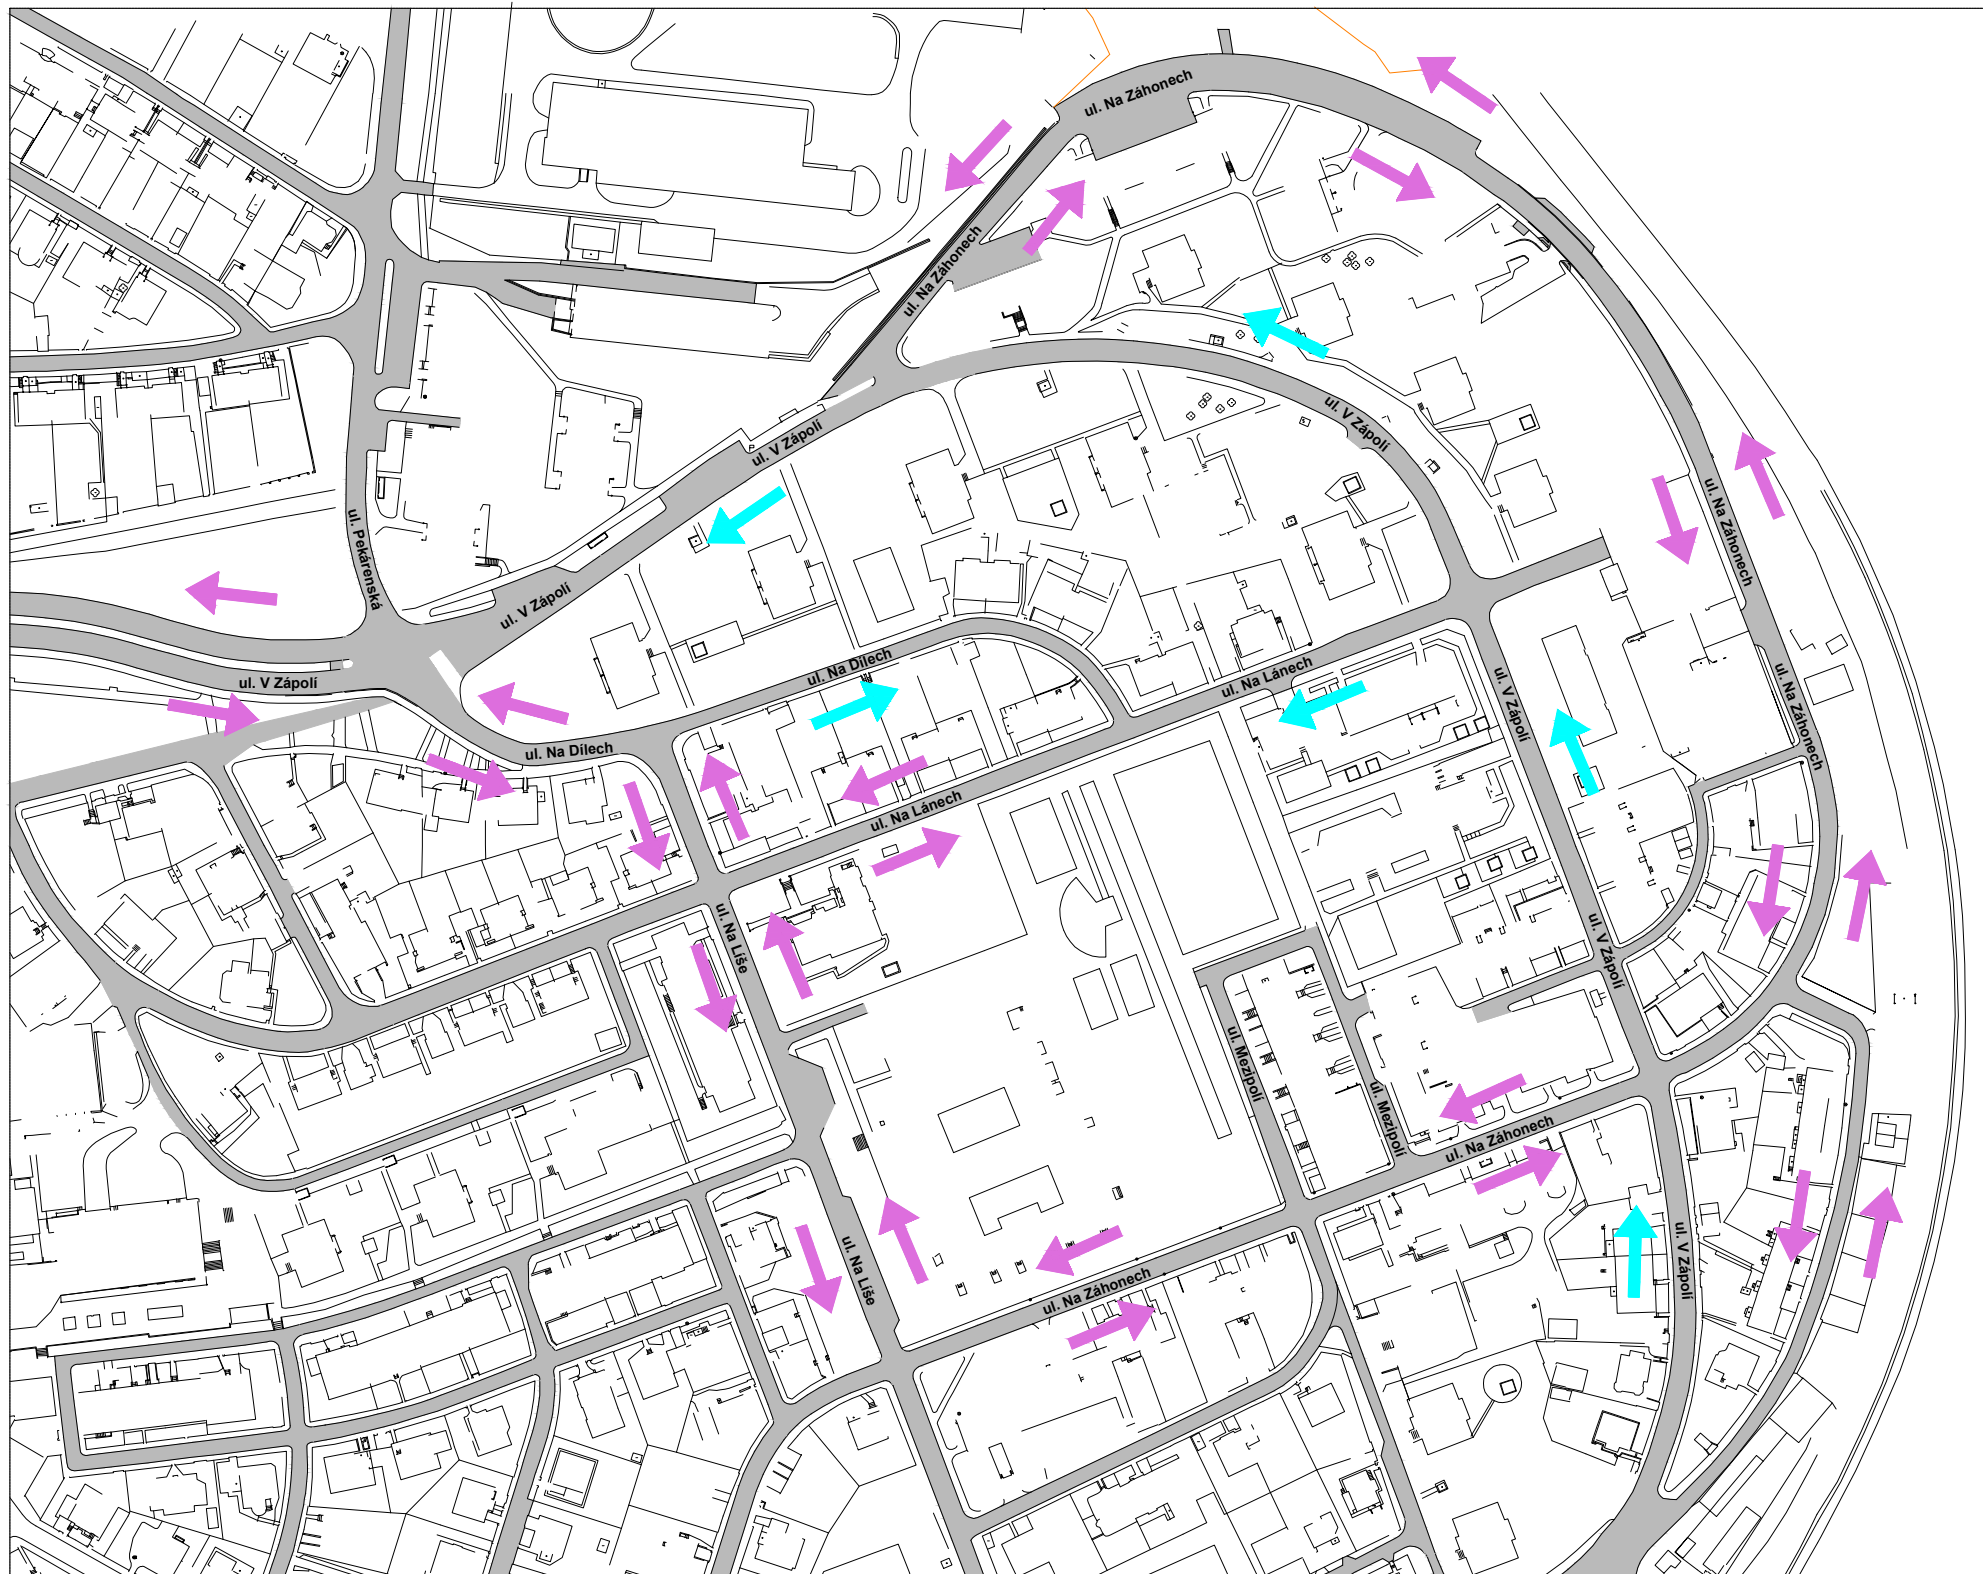 ul. Na Záhonech
ul. Na Záhonech
ul. V Zápolí
ul. V Zápolí
ul. Na Záhonech
ul. Pekárenská
ul. V Zápolí
ul. Na Dílech
ul. Na Lánech
ul. V Zápolí
ul. V Zápolí
ul. Na Záhonech
ul. Na Dílech
ul. Na Lánech
ul. Na Líše
ul. V Zápolí
ul. Mezipolí
ul. Mezipolí
ul. Na Záhonech
ul. Na Líše
ul. Na Záhonech
ul. V Zápolí